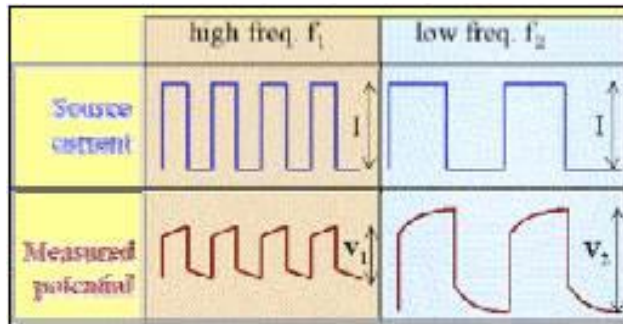 high freq. f₁
low freq. f₂
Source
current
I
I
Measured
potential
v₁
v₂